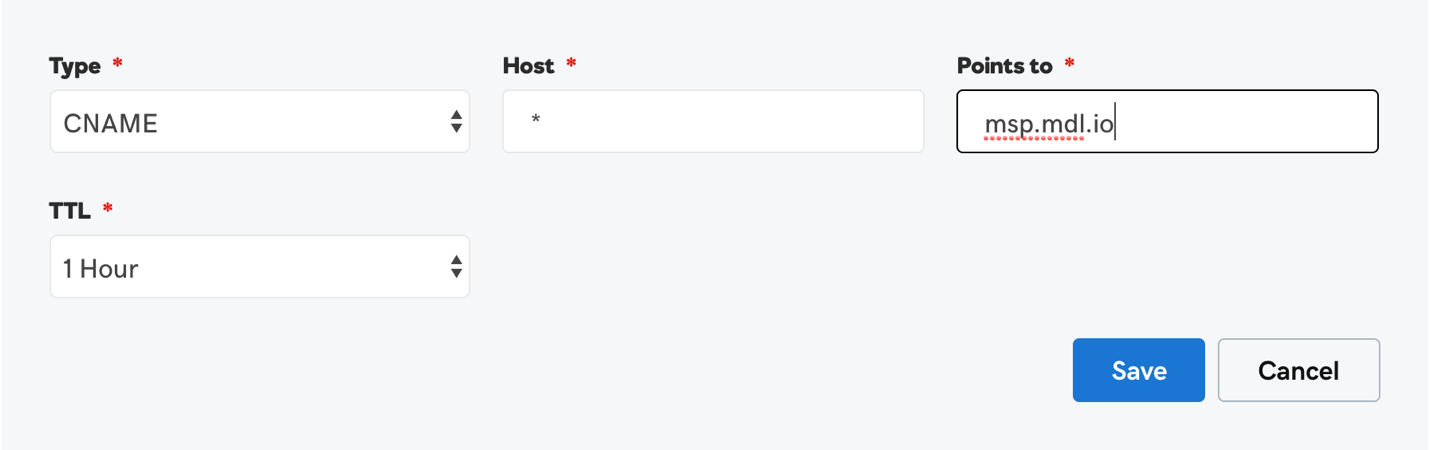 Type * Host * Points to *
CNAME * msp.mdl.io
TTL *
1 Hour
Save Cancel